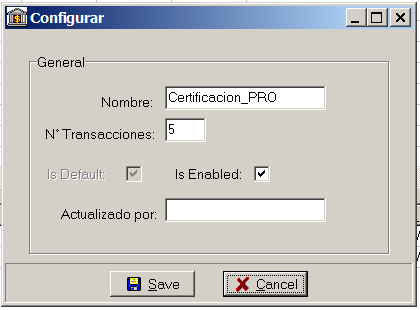 Configurar
General
Nombre: Certificacion_PRO
N° Transacciones: 5
Is Default: Is Enabled:
Actualizado por:
Save Cancel